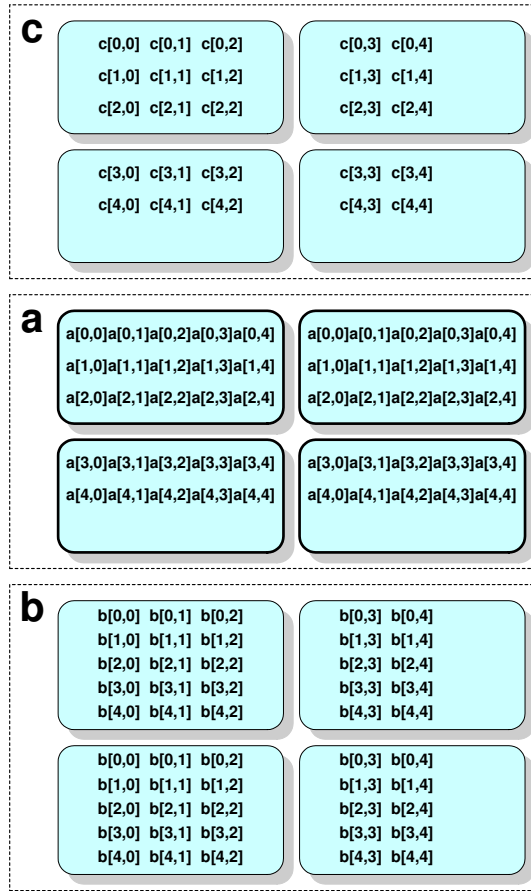 c
c[0,0] c[0,1] c[0,2]
c[1,0] c[1,1] c[1,2]
c[2,0] c[2,1] c[2,2]
c[0,3] c[0,4]
c[1,3] c[1,4]
c[2,3] c[2,4]
c[3,0] c[3,1] c[3,2]
c[4,0] c[4,1] c[4,2]
c[3,3] c[3,4]
c[4,3] c[4,4]
a
a[0,0]a[0,1]a[0,2]a[0,3]a[0,4]
a[1,0]a[1,1]a[1,2]a[1,3]a[1,4]
a[2,0]a[2,1]a[2,2]a[2,3]a[2,4]
a[0,0]a[0,1]a[0,2]a[0,3]a[0,4]
a[1,0]a[1,1]a[1,2]a[1,3]a[1,4]
a[2,0]a[2,1]a[2,2]a[2,3]a[2,4]
a[3,0]a[3,1]a[3,2]a[3,3]a[3,4]
a[4,0]a[4,1]a[4,2]a[4,3]a[4,4]
a[3,0]a[3,1]a[3,2]a[3,3]a[3,4]
a[4,0]a[4,1]a[4,2]a[4,3]a[4,4]
b
b[0,0] b[0,1] b[0,2]
b[1,0] b[1,1] b[1,2]
b[2,0] b[2,1] b[2,2]
b[3,0] b[3,1] b[3,2]
b[4,0] b[4,1] b[4,2]
b[0,3] b[0,4]
b[1,3] b[1,4]
b[2,3] b[2,4]
b[3,3] b[3,4]
b[4,3] b[4,4]
b[0,0] b[0,1] b[0,2]
b[1,0] b[1,1] b[1,2]
b[2,0] b[2,1] b[2,2]
b[3,0] b[3,1] b[3,2]
b[4,0] b[4,1] b[4,2]
b[0,3] b[0,4]
b[1,3] b[1,4]
b[2,3] b[2,4]
b[3,3] b[3,4]
b[4,3] b[4,4]